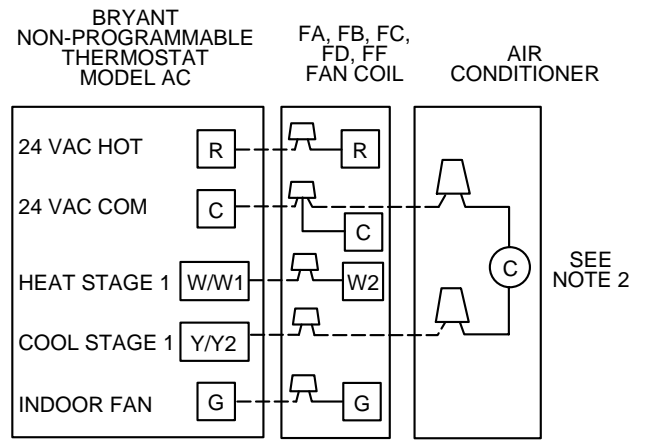 BRYANT
NON-PROGRAMMABLE
THERMOSTAT
MODEL AC
FA, FB, FC,
FD, FF
FAN COIL
AIR
CONDITIONER
24 VAC HOT
R
R
24 VAC COM
C
C
HEAT STAGE 1
W/W1
W2
C
SEE
NOTE 2
COOL STAGE 1
Y/Y2
INDOOR FAN
G
G